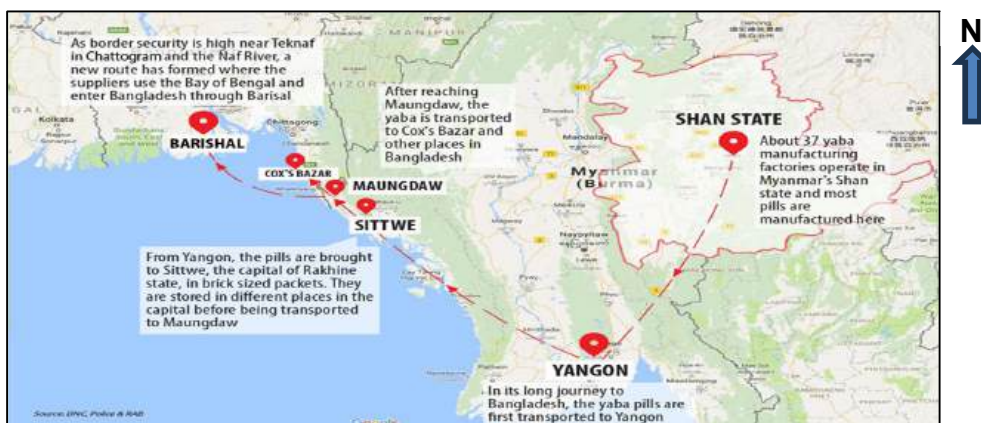 N
As border security is high near Teknaf
in Chattogram and the Naf River, a
new route has formed where the
suppliers use the Bay of Bengal and
enter Bangladesh through Barisal
MANIPUR
MIZORAM
Kolkata
BARISHAL
Chittagong
COX'S BAZAR
After reaching
Maungdaw, the
yaba is transported
to Cox's Bazar and
other places in
Bangladesh
MAUNGDAW
SITTWE
Mandalay
Myanmar
(Burma)
Naypyitaw
SHAN STATE
About 37 yaba
manufacturing
factories operate in
Myanmar's Shan
state and most
pills are
manufactured here
From Yangon, the pills are brought
to Sittwe, the capital of Rakhine
state, in brick sized packets. They
are stored in different places in the
capital before being transported
to Maungdaw
YANGON
In its long journey to
Bangladesh, the yaba pills are
first transported to Yangon
Source: DNC, Police & RAB